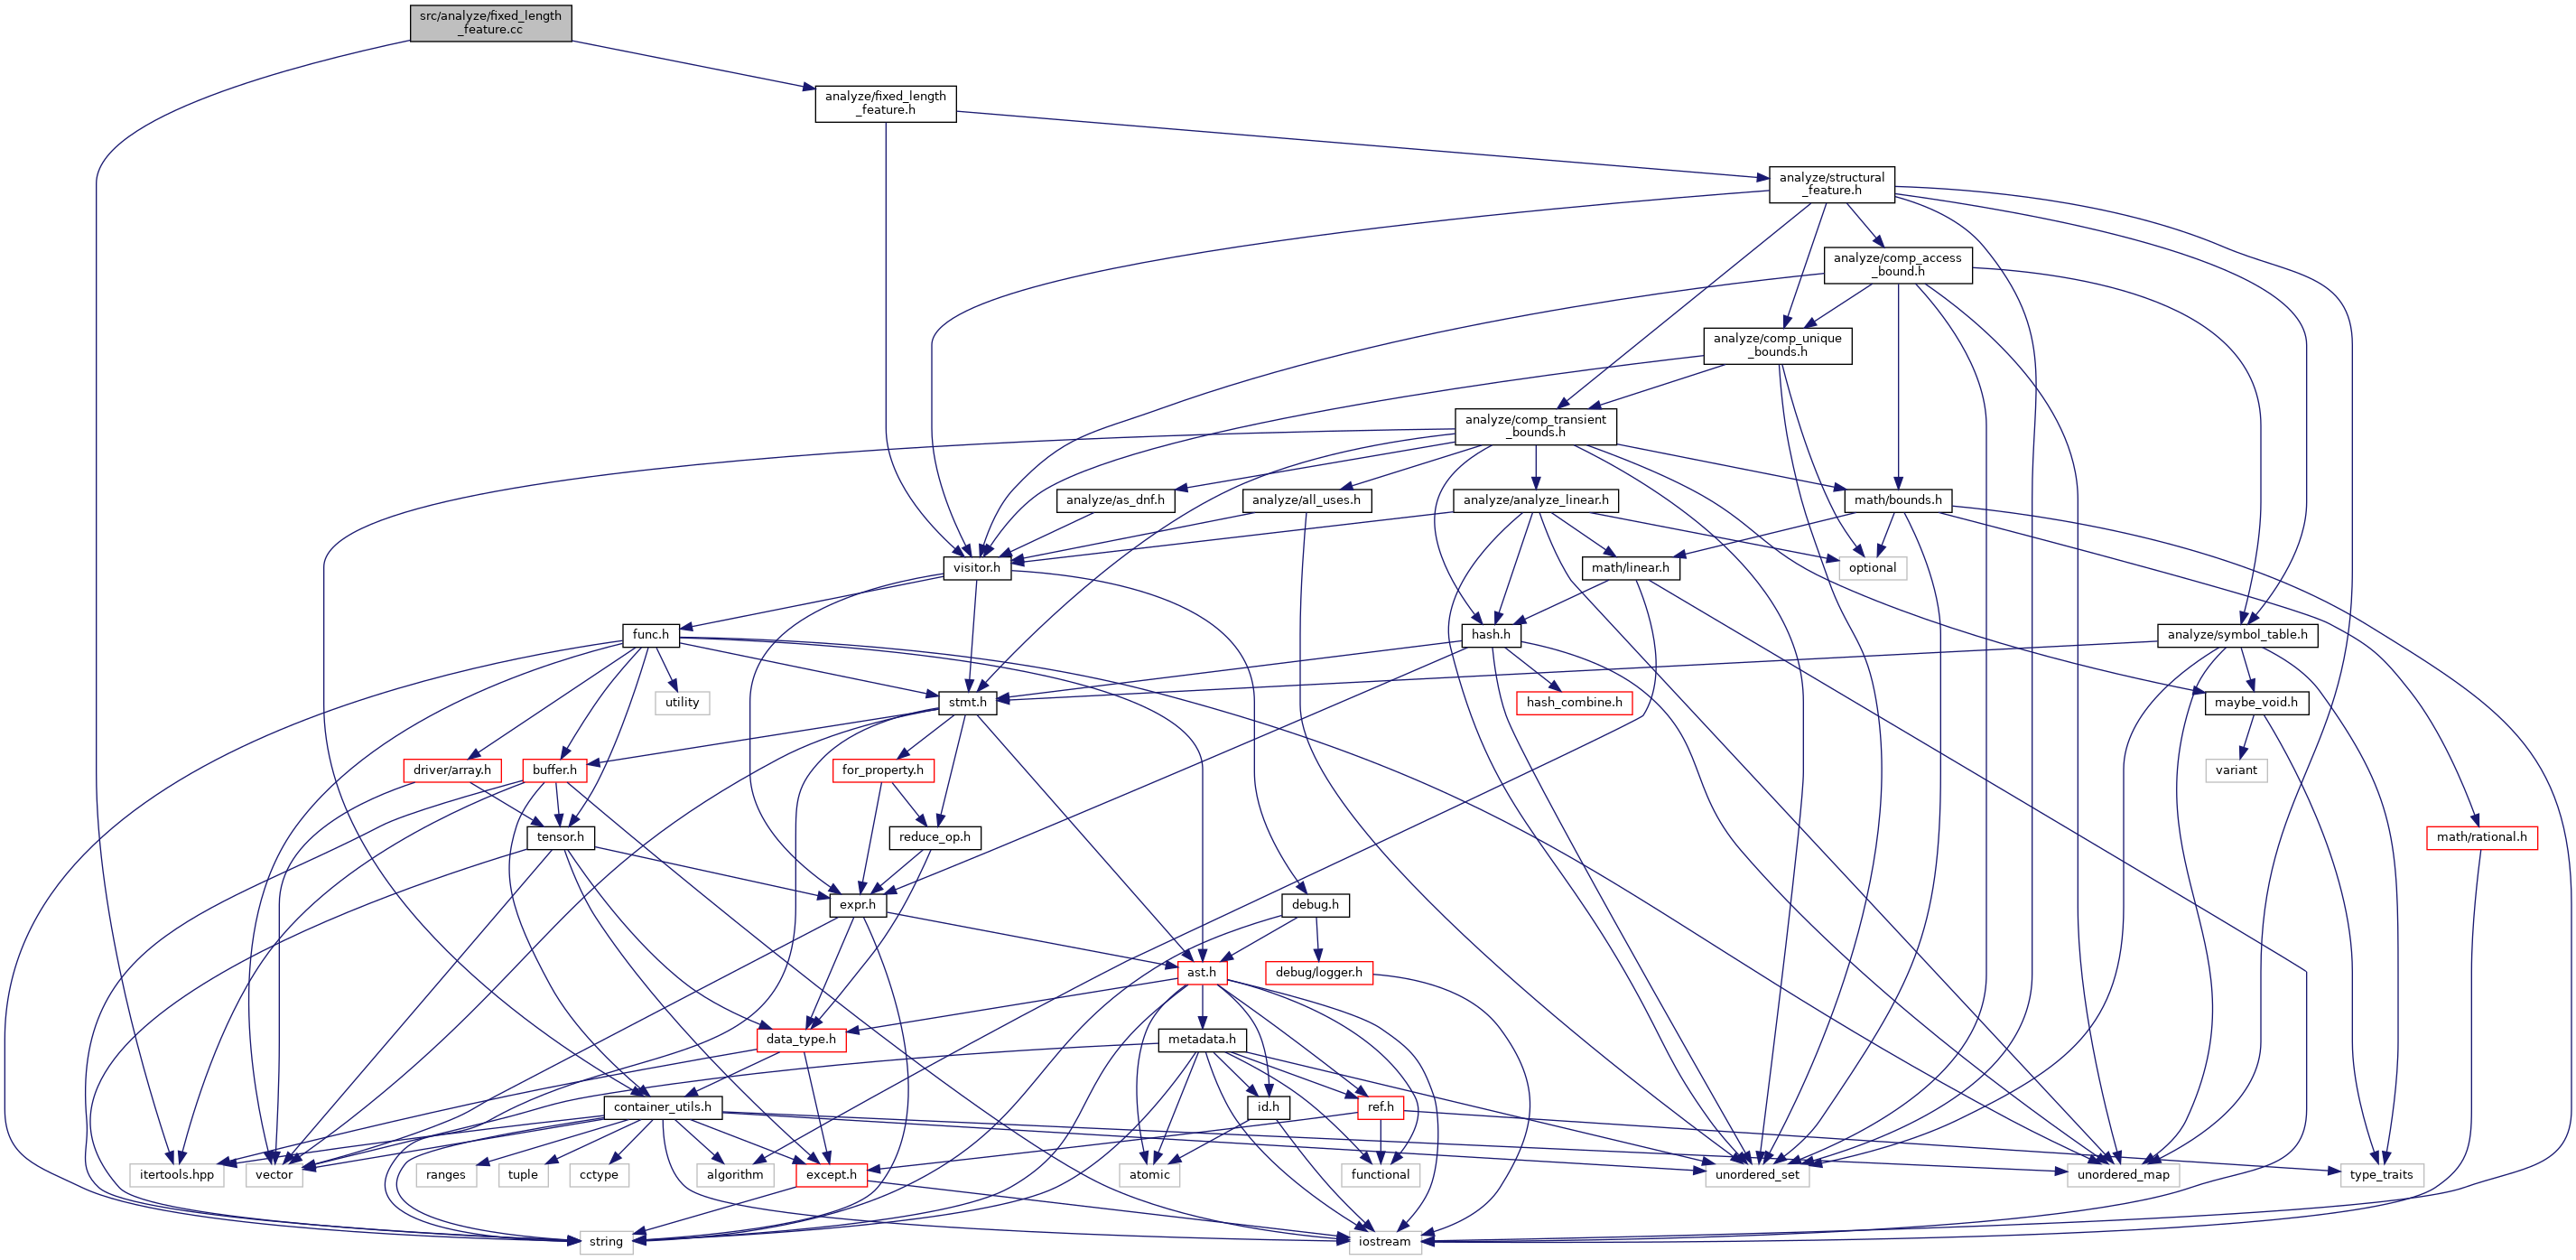 src/analyze/fixed_length
_feature.cc
analyze/fixed_length
_feature.h
analyze/structural
_feature.h
analyze/comp_access
_bound.h
analyze/comp_unique
_bounds.h
analyze/comp_transient
_bounds.h
analyze/as_dnf.h
analyze/all_uses.h
analyze/analyze_linear.h
math/bounds.h
visitor.h
math/linear.h
optional
func.h
hash.h
analyze/symbol_table.h
utility
stmt.h
hash_combine.h
maybe_void.h
driver/array.h
buffer.h
for_property.h
variant
tensor.h
reduce_op.h
math/rational.h
expr.h
debug.h
ast.h
debug/logger.h
data_type.h
metadata.h
container_utils.h
id.h
ref.h
itertools.hpp
vector
ranges
tuple
cctype
algorithm
except.h
atomic
functional
unordered_set
unordered_map
type_traits
string
iostream